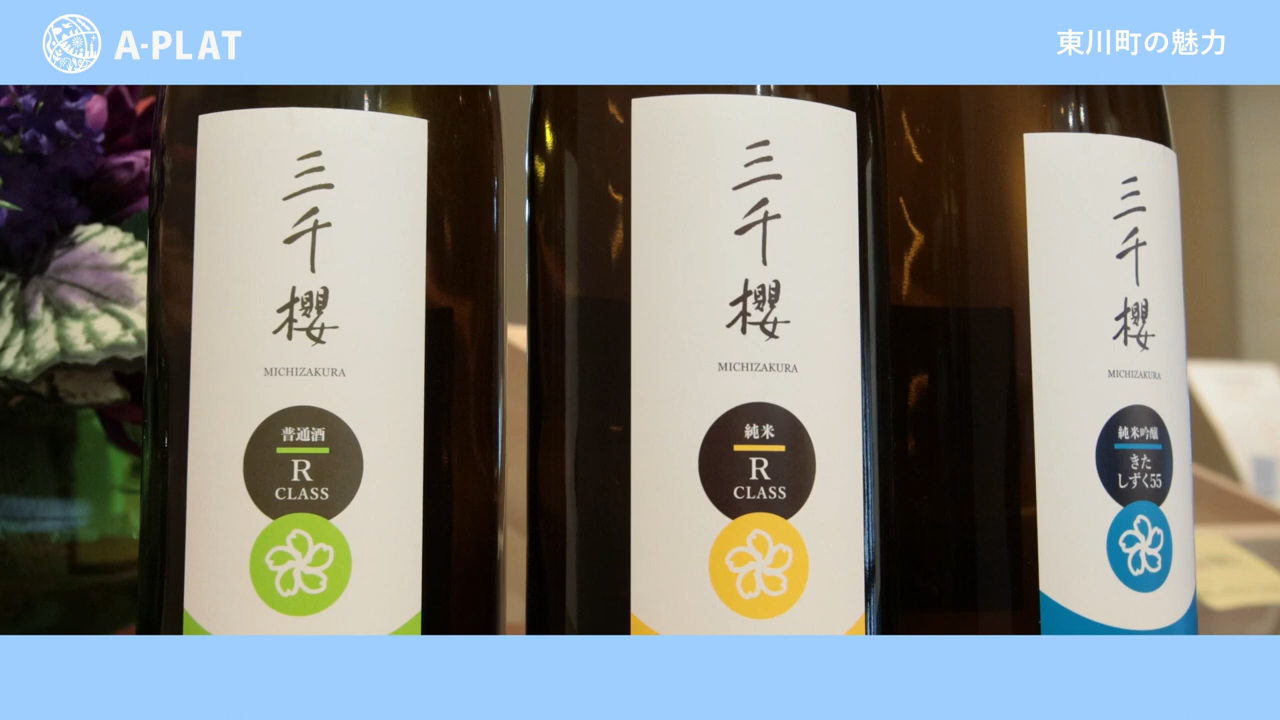 A-PLAT
東川町の魅力
三千櫻
MICHIZAKURA
普通酒
R
CLASS
三千櫻
MICHIZAKURA
純米
R
CLASS
三千櫻
MICHIZAKURA
純米吟醸
きた
しずく55